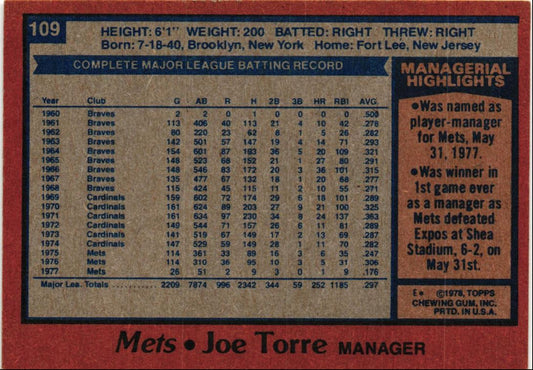 109
HEIGHT: 6'1" WEIGHT: 200 BATTED: RIGHT THREW: RIGHT
Born: 7-18-40, Brooklyn, New York Home: Fort Lee, New Jersey
COMPLETE MAJOR LEAGUE BATTING RECORD
Year Club G AB R H 2B 3B HR RBI AVG.
1960 Braves 2 2 0 1 0 0 0 0 .500
1961 Braves 113 406 40 113 21 4 10 42 .278
1962 Braves 80 220 23 62 8 1 5 26 .282
1963 Braves 142 501 57 147 19 4 14 71 .293
1964 Braves 154 601 87 193 36 5 20 109 .321
1965 Braves 148 523 68 152 21 1 27 80 .291
1966 Braves 148 546 83 172 20 3 36 101 .315
1967 Braves 135 477 67 132 18 1 20 68 .277
1968 Braves 115 424 45 115 11 2 10 55 .271
1969 Cardinals 159 602 72 174 29 6 18 101 .289
1970 Cardinals 161 624 89 203 27 9 21 100 .325
1971 Cardinals 161 634 97 230 34 8 24 137 .363
1972 Cardinals 149 544 71 157 26 6 11 81 .289
1973 Cardinals 141 519 67 149 17 2 13 69 .287
1974 Cardinals 147 529 59 149 28 1 11 70 .282
1975 Mets 114 361 33 89 16 3 6 35 .247
1976 Mets 114 310 36 95 10 3 5 31 .306
1977 Mets 26 51 2 9 3 0 1 9 .176
Major Lea. Totals 2209 7874 996 2342 344 59 252 1185 .297
MANAGERIAL
HIGHLIGHTS
•Was named as
player-manager
for Mets, May
31, 1977.
•Was winner in
1st game ever
as a manager as
Mets defeated
Expos at Shea
Stadium, 6-2, on
May 31st.
E* ©1978, TOPPS
CHEWING GUM, INC.
PRTD. IN U.S.A.
Mets • Joe Torre MANAGER